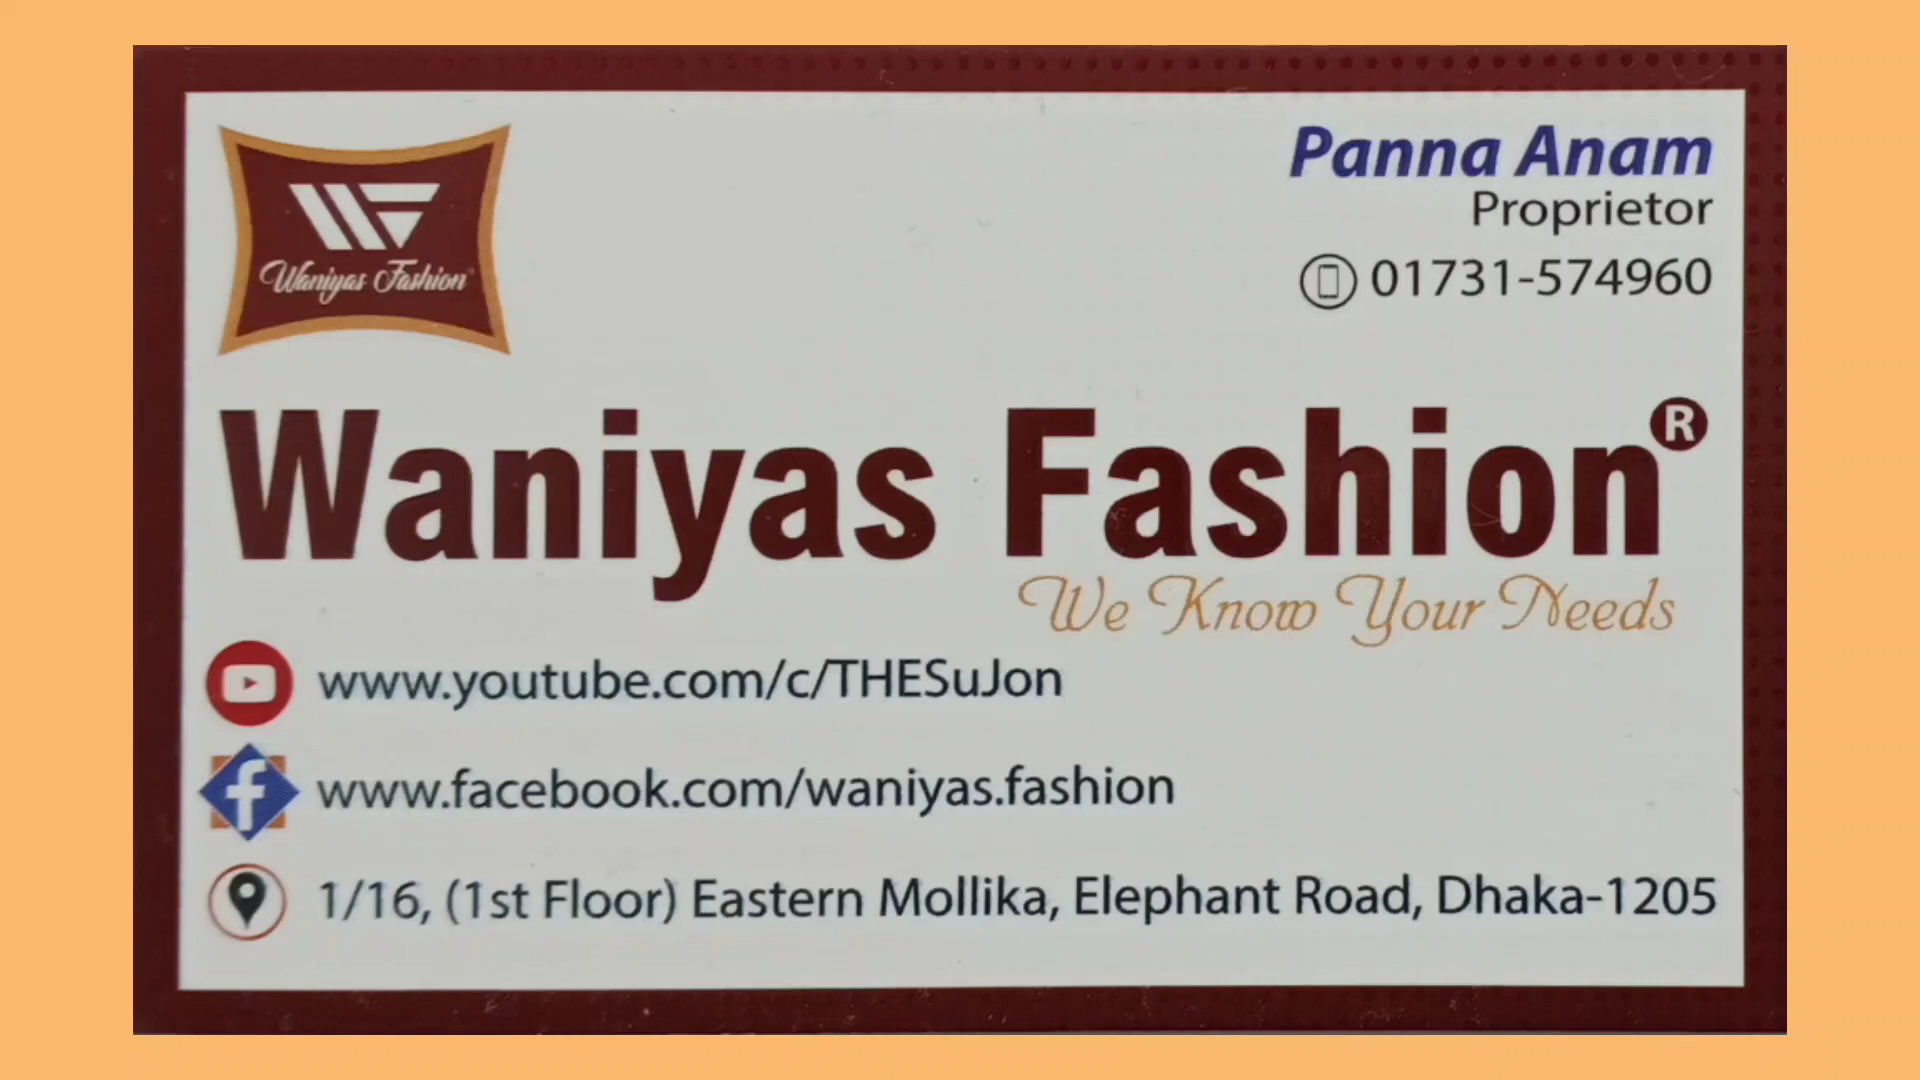 Waniyas Fashion
Panna Anam
Proprietor
01731-574960
Waniyas Fashion®
We Know Your Needs
www.youtube.com/c/THESuJon
www.facebook.com/waniyas.fashion
1/16, (1st Floor) Eastern Mollika, Elephant Road, Dhaka-1205